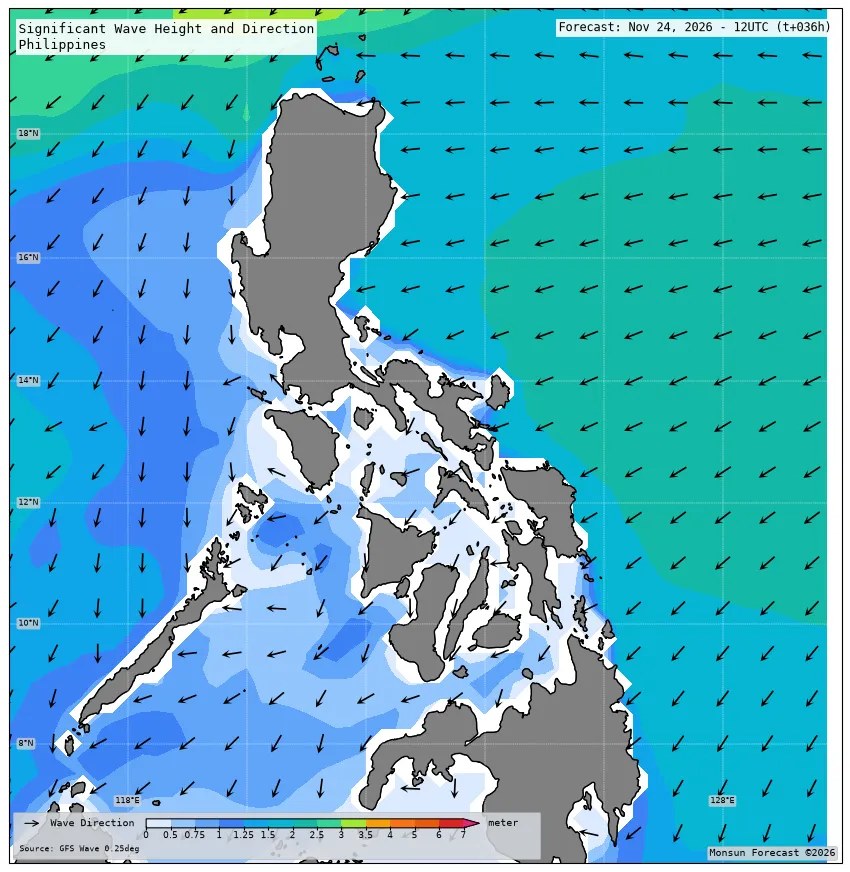 Significant Wave Height and Direction
Philippines
Forecast: Nov 24, 2026 - 12UTC (t+036h)
18°N
16°N
14°N
12°N
10°N
8°N
118°E
128°E
Wave Direction
meter
0 0.5 0.75 1 1.25 1.5 2 2.5 3 3.5 4 5 6 7
Source: GFS Wave 0.25deg
Monsun Forecast ©2026